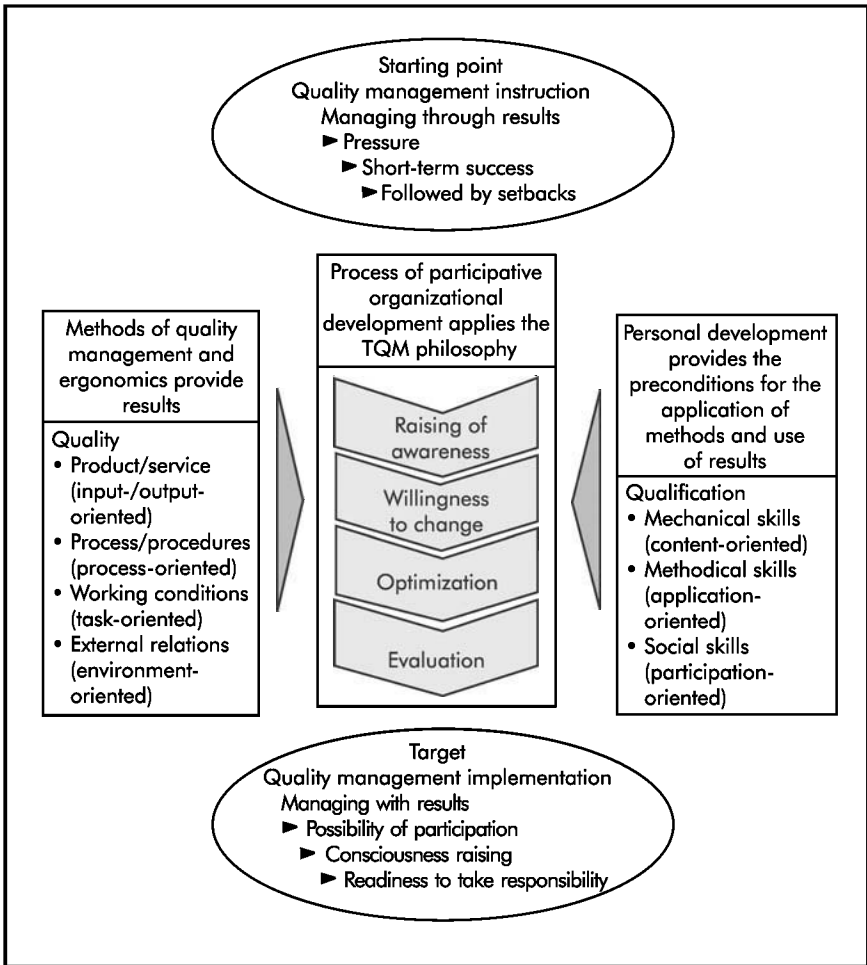 Starting point
Quality management instruction
Managing through results
► Pressure
► Short-term success
► Followed by setbacks
Methods of quality
management and
ergonomics provide
results
Quality
• Product/service
(input-/output-
oriented)
• Process/procedures
(process-oriented)
• Working conditions
(task-oriented)
• External relations
(environment-
oriented)
Process of participative
organizational
development applies the
TQM philosophy
Raising of
awareness
Willingness
to change
Optimization
Evaluation
Personal development
provides the
preconditions for the
application of
methods and use
of results
Qualification
• Mechanical skills
(content-oriented)
• Methodical skills
(application-
oriented)
• Social skills
(participation-
oriented)
Target
Quality management implementation
Managing with results
► Possibility of participation
► Consciousness raising
► Readiness to take responsibility